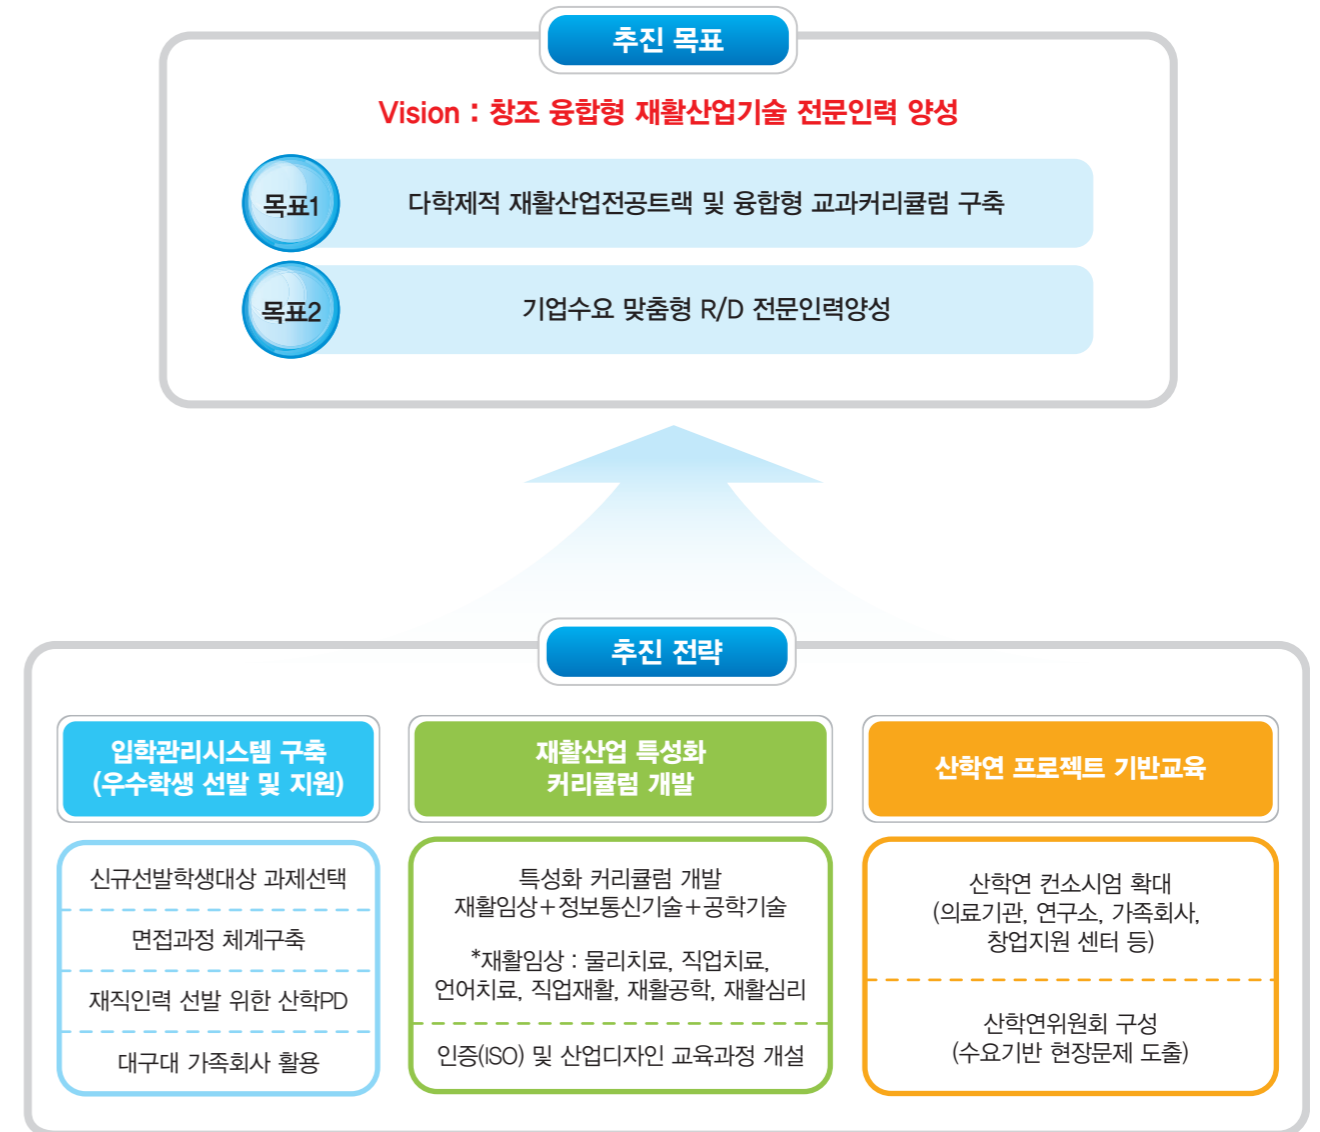 추진 목표
Vision : 창조 융합형 재활산업기술 전문인력 양성
목표1
다학제적 재활산업전공트랙 및 융합형 교과커리큘럼 구축
목표2
기업수요 맞춤형 R/D 전문인력양성
추진 전략
입학관리시스템 구축
(우수학생 선발 및 지원)
신규선발학생대상 과제선택
면접과정 체계구축
재직인력 선발 위한 산학PD
대구대 가족회사 활용
재활산업 특성화
커리큘럼 개발
특성화 커리큘럼 개발
재활임상+정보통신기술+공학기술
*재활임상 : 물리치료, 직업치료,
언어치료, 직업재활, 재활공학, 재활심리
인증(ISO) 및 산업디자인 교육과정 개설
산학연 프로젝트 기반교육
산학연 컨소시엄 확대
(의료기관, 연구소, 가족회사,
창업지원 센터 등)
산학연위원회 구성
(수요기반 현장문제 도출)